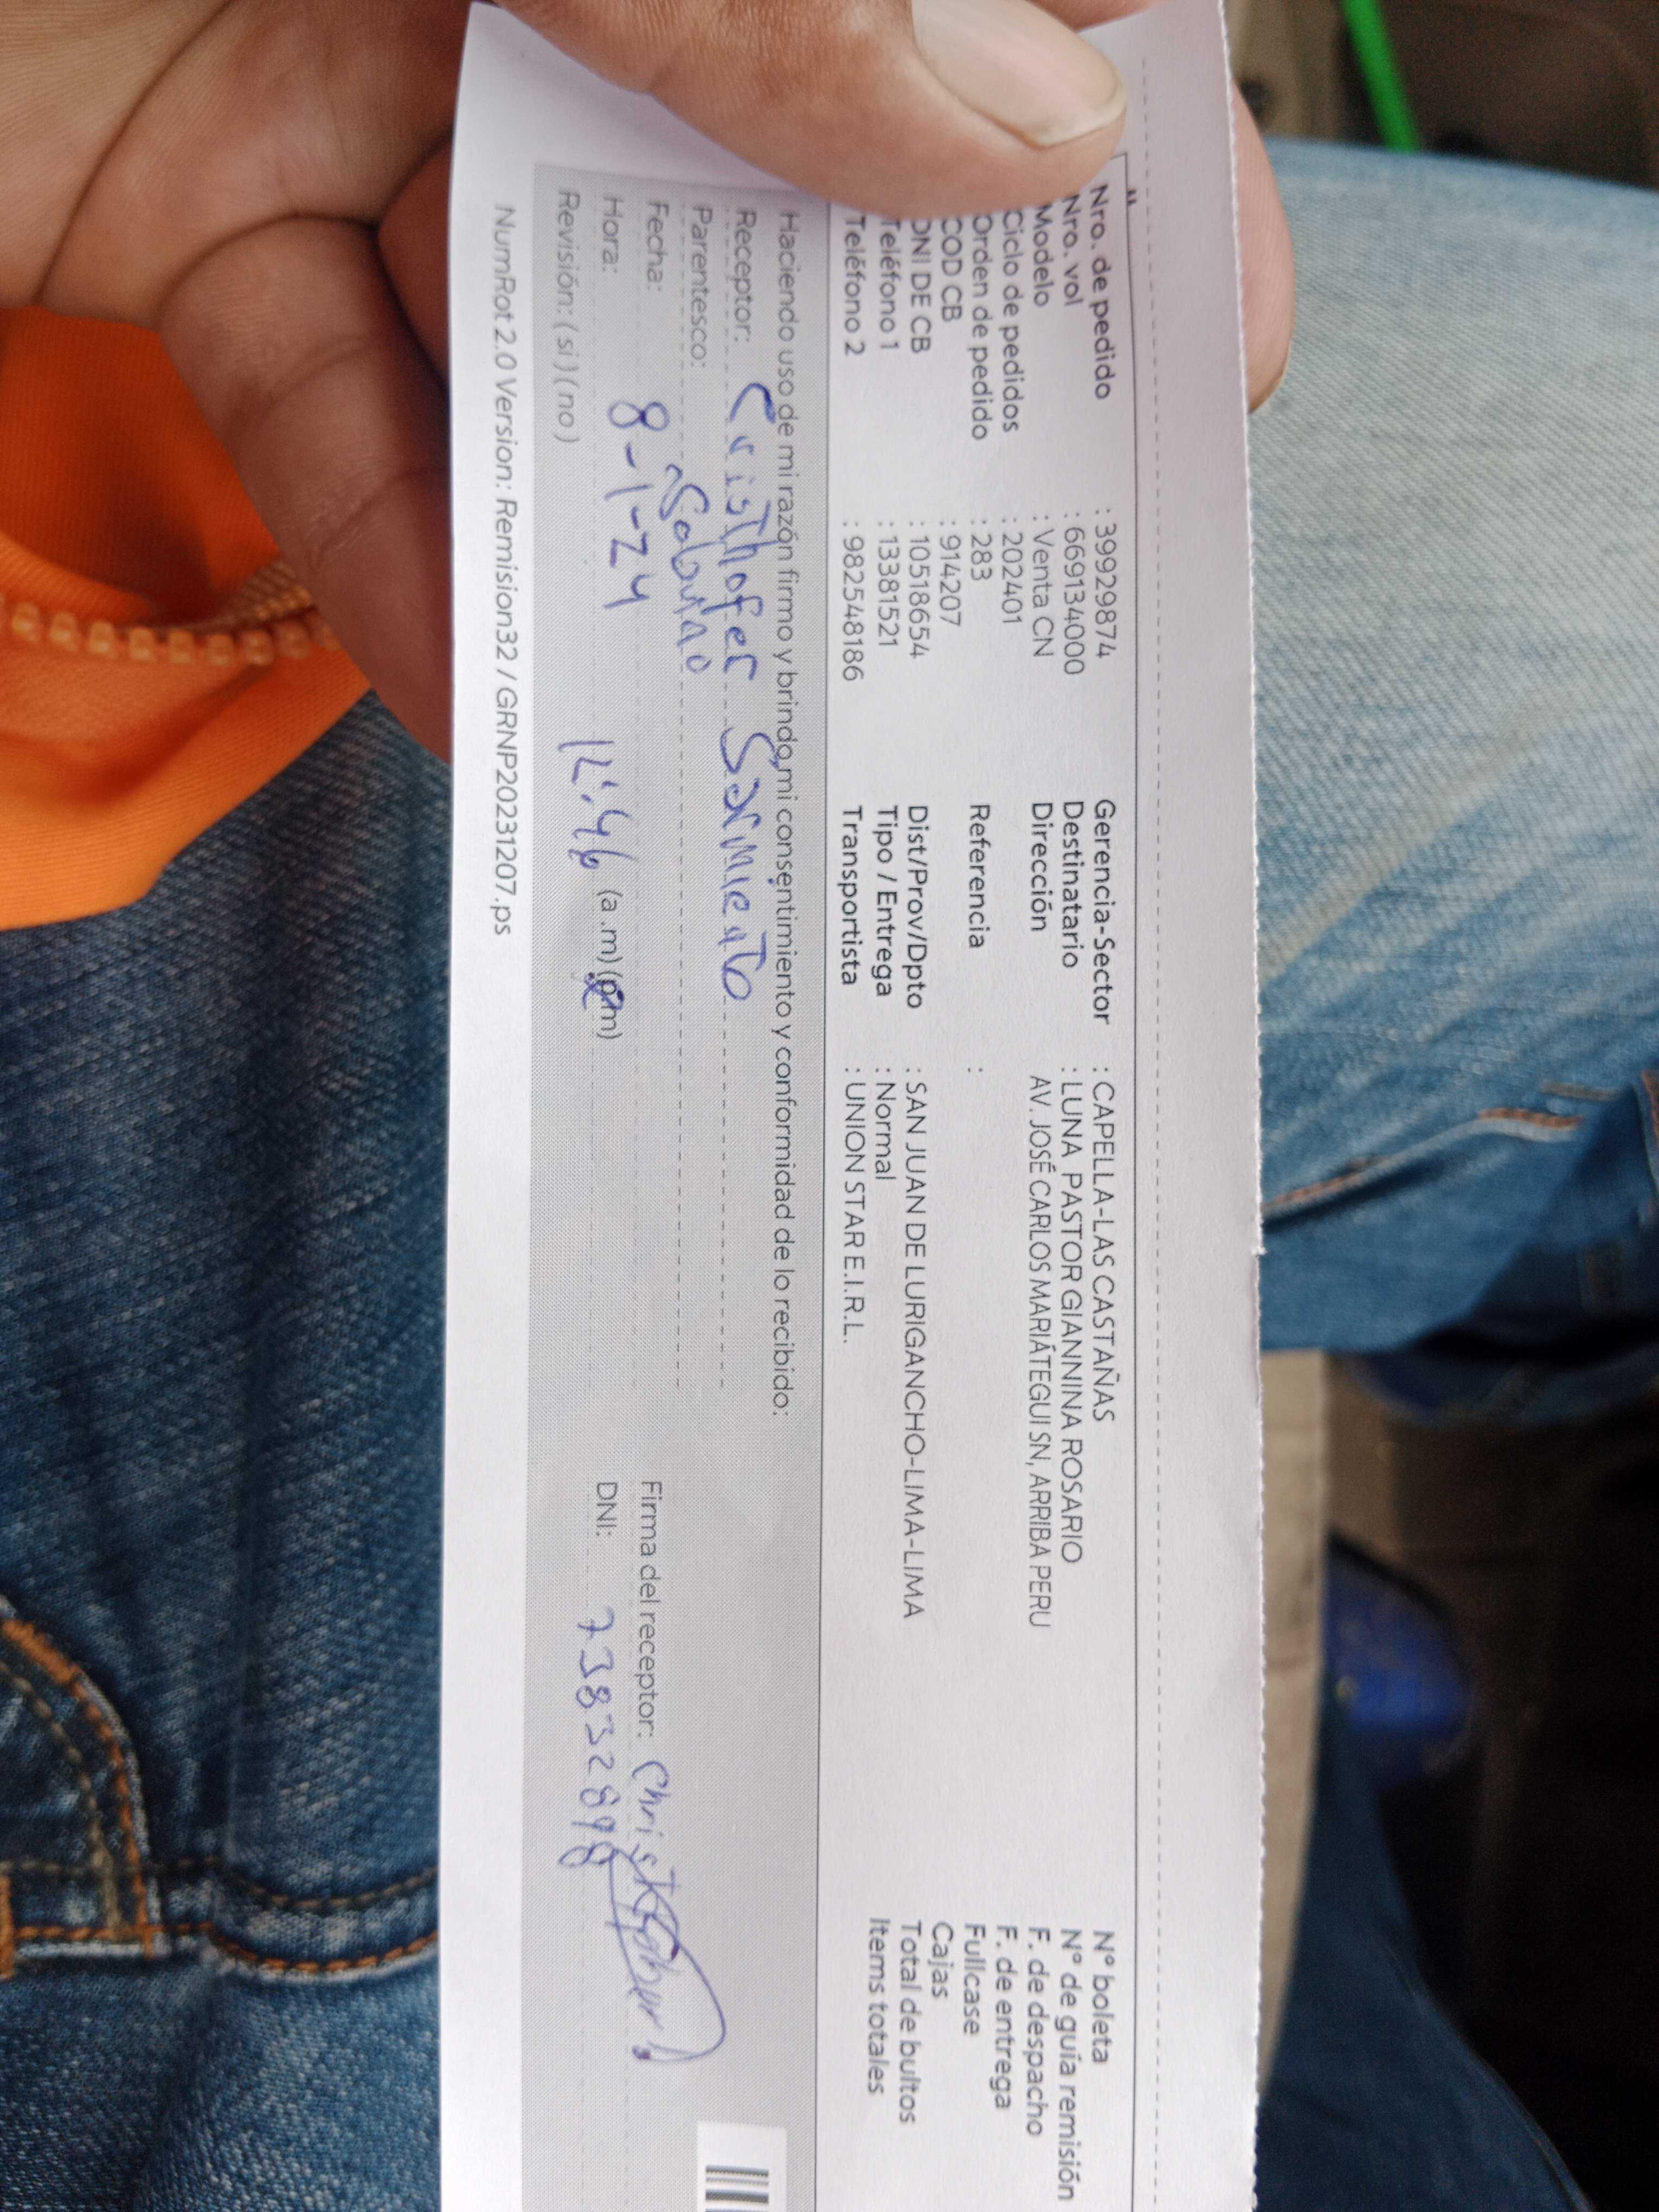 Nro. de pedido : 39929874 Gerencia-Sector : CAPELLA-LAS CASTAÑAS N° boleta
Nro. vol : 669134000 Destinatario : LUNA PASTOR GIANNINA ROSARIO N° de guía remisión
Modelo : Venta CN Dirección AV. JOSÉ CARLOS MARIÁTEGUI SN, ARRIBA PERU F. de despacho
Ciclo de pedidos : 202401 F. de entrega
Orden de pedido : 283 Referencia : Fullcase
COD CB : 914207 Cajas
DNI DE CB : 10518654 Dist/Prov/Dpto : SAN JUAN DE LURIGANCHO-LIMA-LIMA Total de bultos
Teléfono 1 : 13381521 Tipo / Entrega : Normal Items totales
Teléfono 2 : 982548186 Transportista : UNION STAR E.I.R.L.
Haciendo uso de mi razón firmo y brindo mi consentimiento y conformidad de lo recibido:
Receptor: CrisThofer SarmienTo
Parentesco: Sobrino
Fecha: 8-1-24 Firma del receptor:
Hora: (a.m) (p.m) DNI: 73832898
Revisión: ( si ) ( no )
NumRot 2.0 Version: Remision32 / GRNP20231207.ps